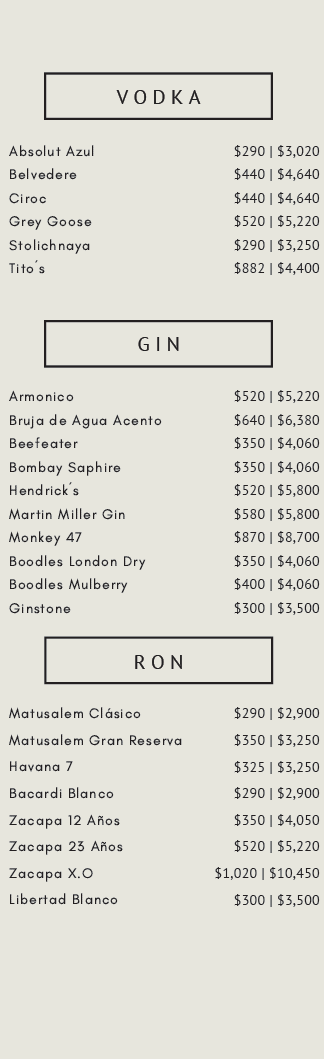 VODKA
Absolut Azul $290 | $3,020
Belvedere $440 | $4,640
Ciroc $440 | $4,640
Grey Goose $520 | $5,220
Stolichnaya $290 | $3,250
Tito´s $882 | $4,400
GIN
Armonico $520 | $5,220
Bruja de Agua Acento $640 | $6,380
Beefeater $350 | $4,060
Bombay Saphire $350 | $4,060
Hendrick´s $520 | $5,800
Martin Miller Gin $580 | $5,800
Monkey 47 $870 | $8,700
Boodles London Dry $350 | $4,060
Boodles Mulberry $400 | $4,060
Ginstone $300 | $3,500
RON
Matusalem Clásico $290 | $2,900
Matusalem Gran Reserva $350 | $3,250
Havana 7 $325 | $3,250
Bacardi Blanco $290 | $2,900
Zacapa 12 Años $350 | $4,050
Zacapa 23 Años $520 | $5,220
Zacapa X.O $1,020 | $10,450
Libertad Blanco $300 | $3,500